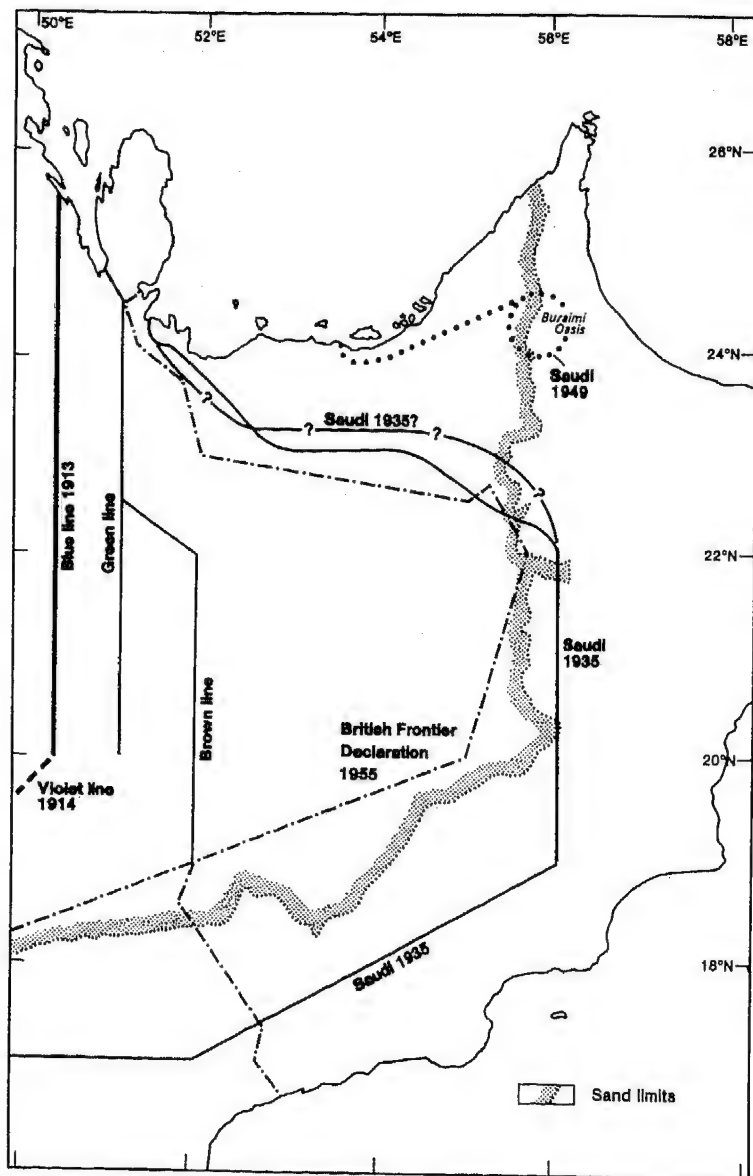 50°E
52°E
54°E
56°E
58°E
26°N
Buraimi
Oasis
24°N
Saudi
1949
Saudi 1935?
?
?
?
?
Blue line 1913
Green line
22°N
Saudi
1935
Brown line
British Frontier
Declaration
1955
20°N
Violet line
1914
Saudi 1935
18°N
Sand limits